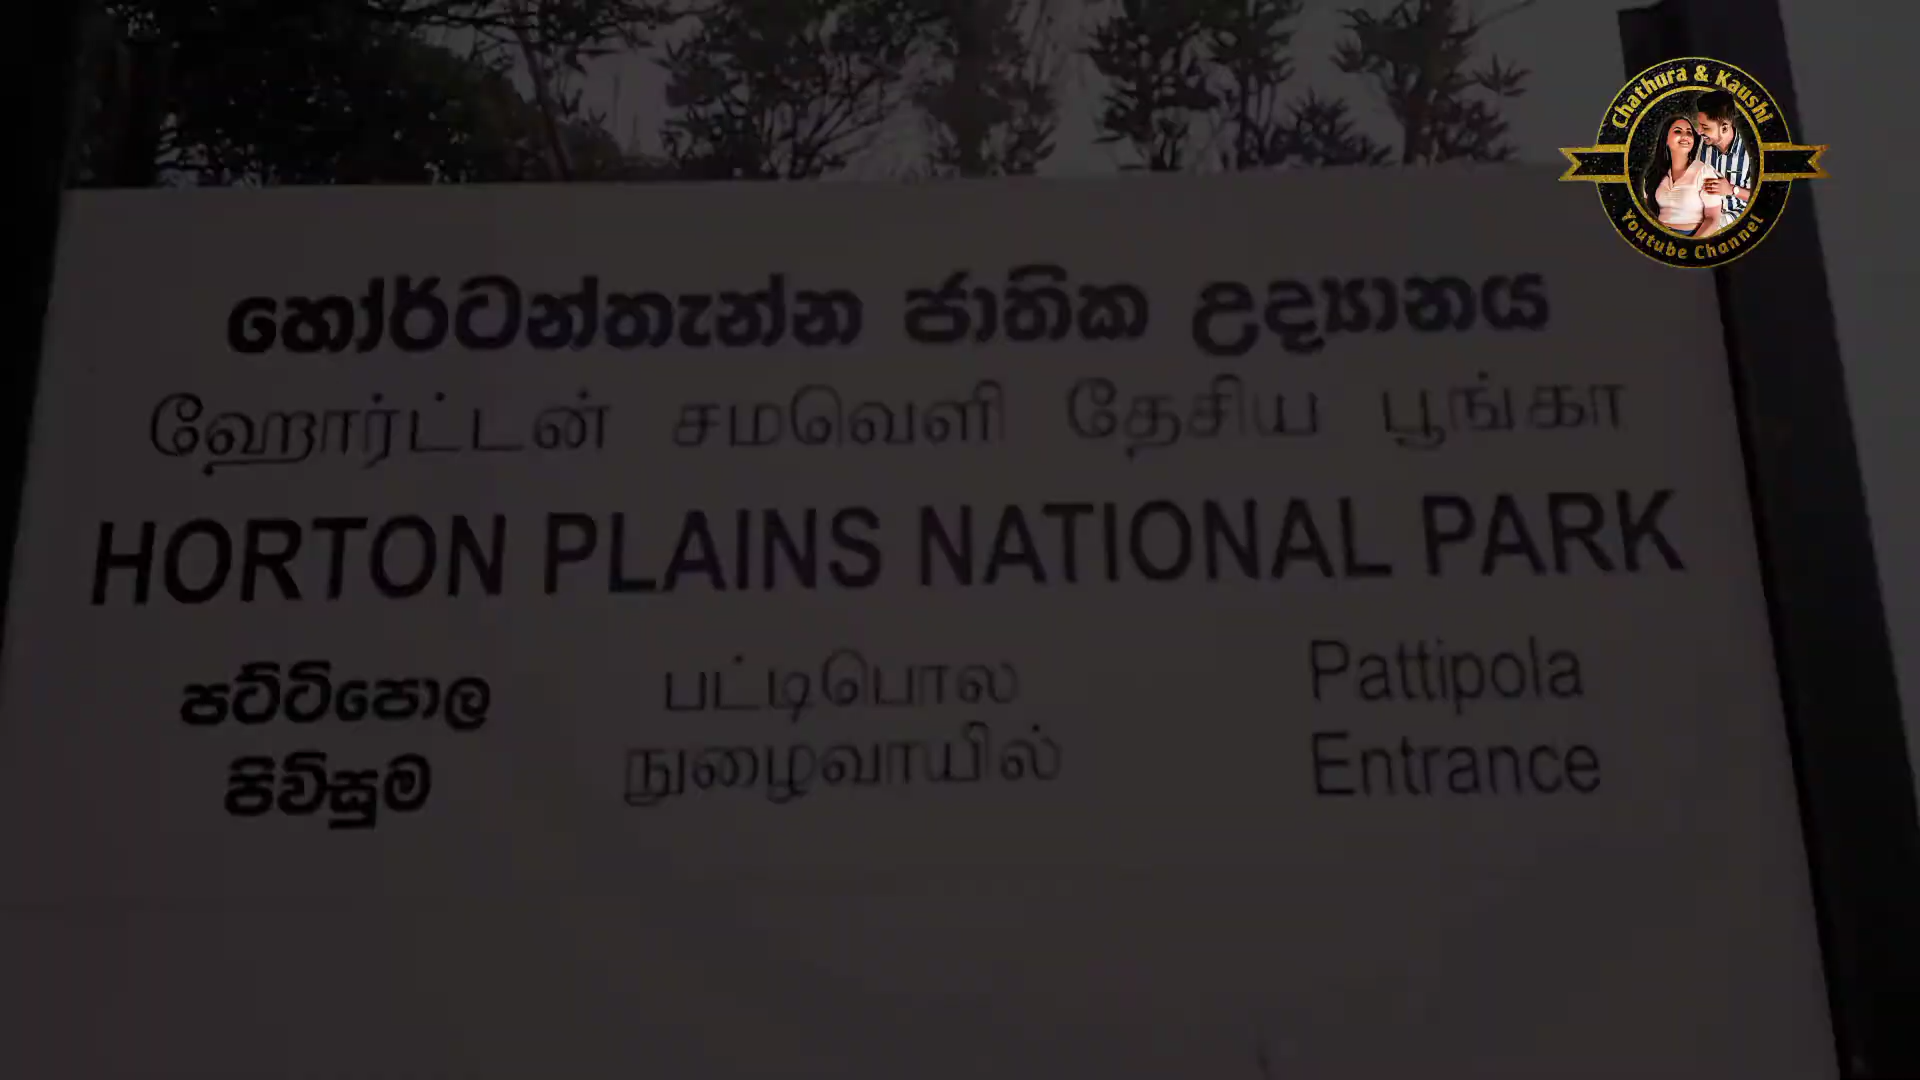 Chathura & Kaushi
Youtube Channel
හෝර්ටන්තැන්න ජාතික උද්‍යානය
ஹோர்ட்டன் சமவெளி தேசிய பூங்கா
HORTON PLAINS NATIONAL PARK
පට්ටිපොල
පිවිසුම
பட்டிபொல
நுழைவாயில்
Pattipola
Entrance